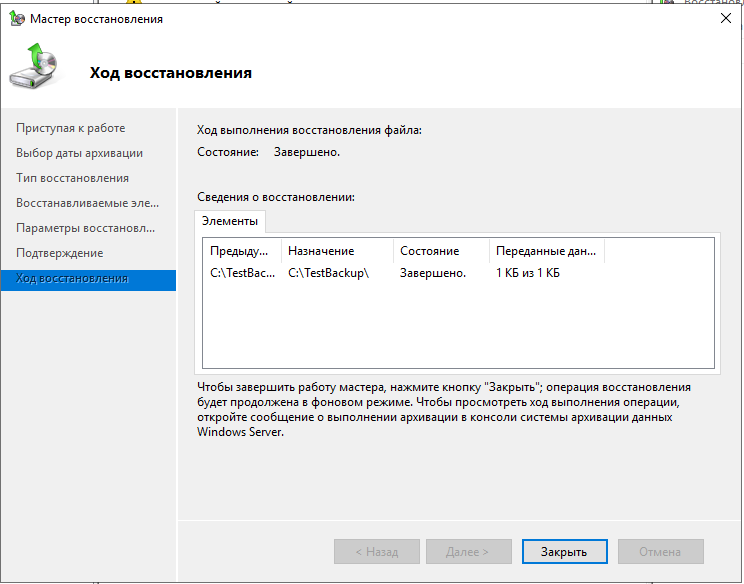 Мастер восстановления
Ход восстановления
Приступая к работе
Выбор даты архивации
Тип восстановления
Восстанавливаемые эле...
Параметры восстановл...
Подтверждение
Ход восстановления
Ход выполнения восстановления файла:
Состояние: Завершено.
Сведения о восстановлении:
Элементы
Предыду... Назначение Состояние Переданные дан...
C:\TestBac... C:\TestBackup\ Завершено. 1 КБ из 1 КБ
Чтобы завершить работу мастера, нажмите кнопку "Закрыть"; операция восстановления
будет продолжена в фоновом режиме. Чтобы просмотреть ход выполнения операции,
откройте сообщение о выполнении архивации в консоли системы архивации данных
Windows Server.
< Назад Далее > Закрыть Отмена